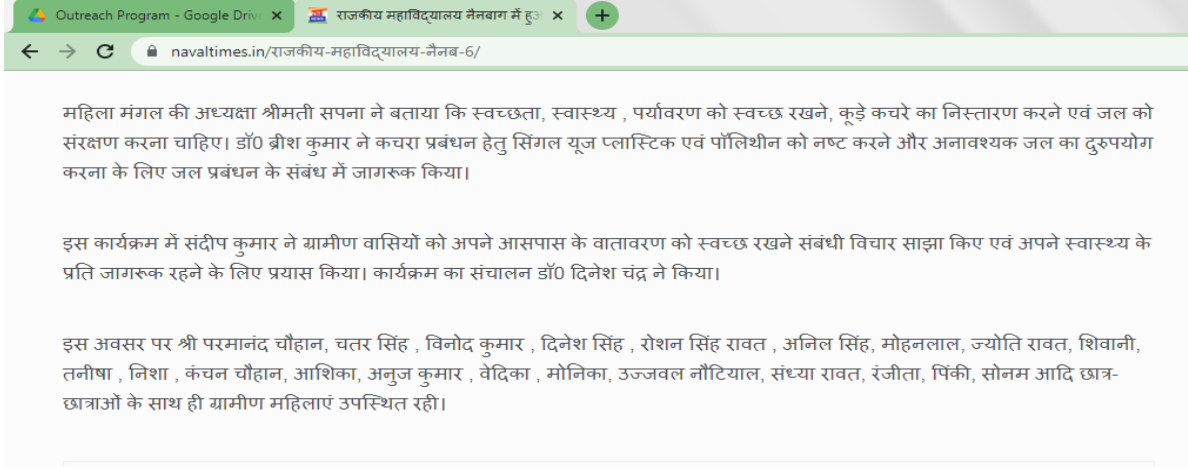 Outreach Program - Google Driv
राजकीय महाविद्यालय नैनबाग में हुआ
navaltimes.in/राजकीय-महाविद्यालय-नैनब-6/
महिला मंगल की अध्यक्षा श्रीमती सपना ने बताया कि स्वच्छता, स्वास्थ्य , पर्यावरण को स्वच्छ रखने, कूड़े कचरे का निस्तारण करने एवं जल को
संरक्षण करना चाहिए। डॉ0 ब्रीश कुमार ने कचरा प्रबंधन हेतु सिंगल यूज प्लास्टिक एवं पॉलिथीन को नष्ट करने और अनावश्यक जल का दुरुपयोग
करना के लिए जल प्रबंधन के संबंध में जागरूक किया।
इस कार्यक्रम में संदीप कुमार ने ग्रामीण वासियों को अपने आसपास के वातावरण को स्वच्छ रखने संबंधी विचार साझा किए एवं अपने स्वास्थ्य के
प्रति जागरूक रहने के लिए प्रयास किया। कार्यक्रम का संचालन डॉ0 दिनेश चंद्र ने किया।
इस अवसर पर श्री परमानंद चौहान, चतर सिंह , विनोद कुमार , दिनेश सिंह , रोशन सिंह रावत , अनिल सिंह, मोहनलाल, ज्योति रावत, शिवानी,
तनीषा , निशा , कंचन चौहान, आशिका, अनुज कुमार , वेदिका , मोनिका, उज्जवल नौटियाल, संध्या रावत, रंजीता, पिंकी, सोनम आदि छात्र-
छात्राओं के साथ ही ग्रामीण महिलाएं उपस्थित रही।